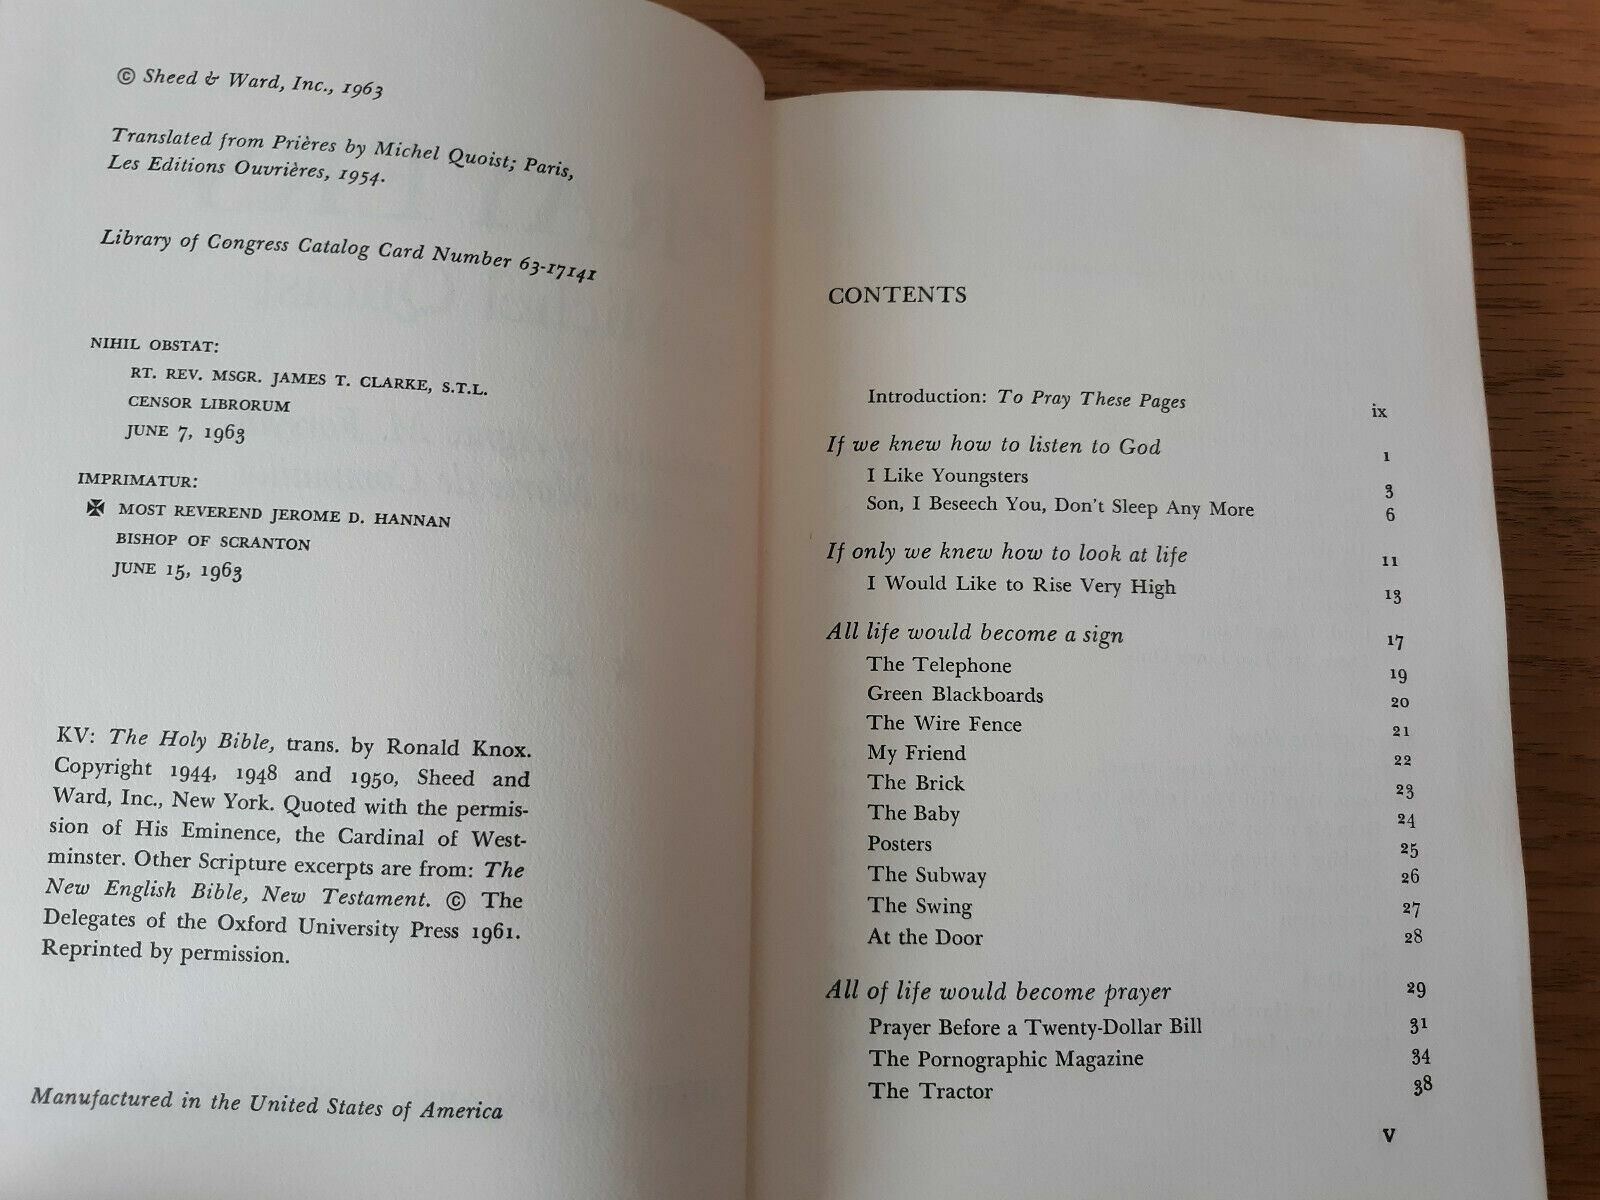 © Sheed & Ward, Inc., 1963
Translated from Prières by Michel Quoist; Paris,
Les Editions Ouvrières, 1954.
Library of Congress Catalog Card Number 63-17141
NIHIL OBSTAT:
RT. REV. MSGR. JAMES T. CLARKE, S.T.L.
CENSOR LIBRORUM
JUNE 7, 1963
IMPRIMATUR:
✠ MOST REVEREND JEROME D. HANNAN
BISHOP OF SCRANTON
JUNE 15, 1963
KV: The Holy Bible, trans. by Ronald Knox.
Copyright 1944, 1948 and 1950, Sheed and
Ward, Inc., New York. Quoted with the permis-
sion of His Eminence, the Cardinal of West-
minster. Other Scripture excerpts are from: The
New English Bible, New Testament. © The
Delegates of the Oxford University Press 1961.
Reprinted by permission.
Manufactured in the United States of America
CONTENTS
Introduction: To Pray These Pages ix
If we knew how to listen to God 1
I Like Youngsters 3
Son, I Beseech You, Don't Sleep Any More 6
If only we knew how to look at life 11
I Would Like to Rise Very High 13
All life would become a sign 17
The Telephone 19
Green Blackboards 20
The Wire Fence 21
My Friend 22
The Brick 23
The Baby 24
Posters 25
The Subway 26
The Swing 27
At the Door 28
All of life would become prayer 29
Prayer Before a Twenty-Dollar Bill 31
The Pornographic Magazine 34
The Tractor 38
v